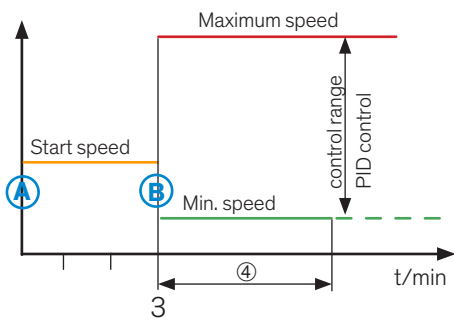 Maximum speed
control range
PID control
Start speed
A
B
Min. speed
④
t/min
3